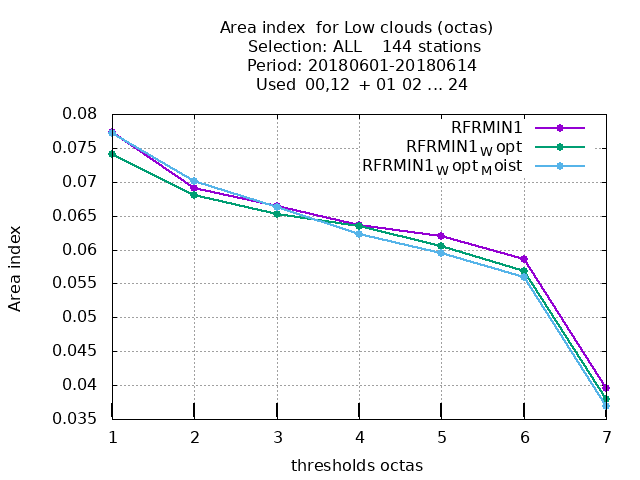 Area index  for Low clouds (octas)
Selection: ALL    144 stations
Period: 20180601-20180614
Used  00,12  + 01 02 ... 24
RFRMIN1
RFRMIN1W opt
RFRMIN1W optMoist
0.08
0.075
0.07
0.065
0.06
0.055
0.05
0.045
0.04
0.035
Area index
1 2 3 4 5 6 7
thresholds octas